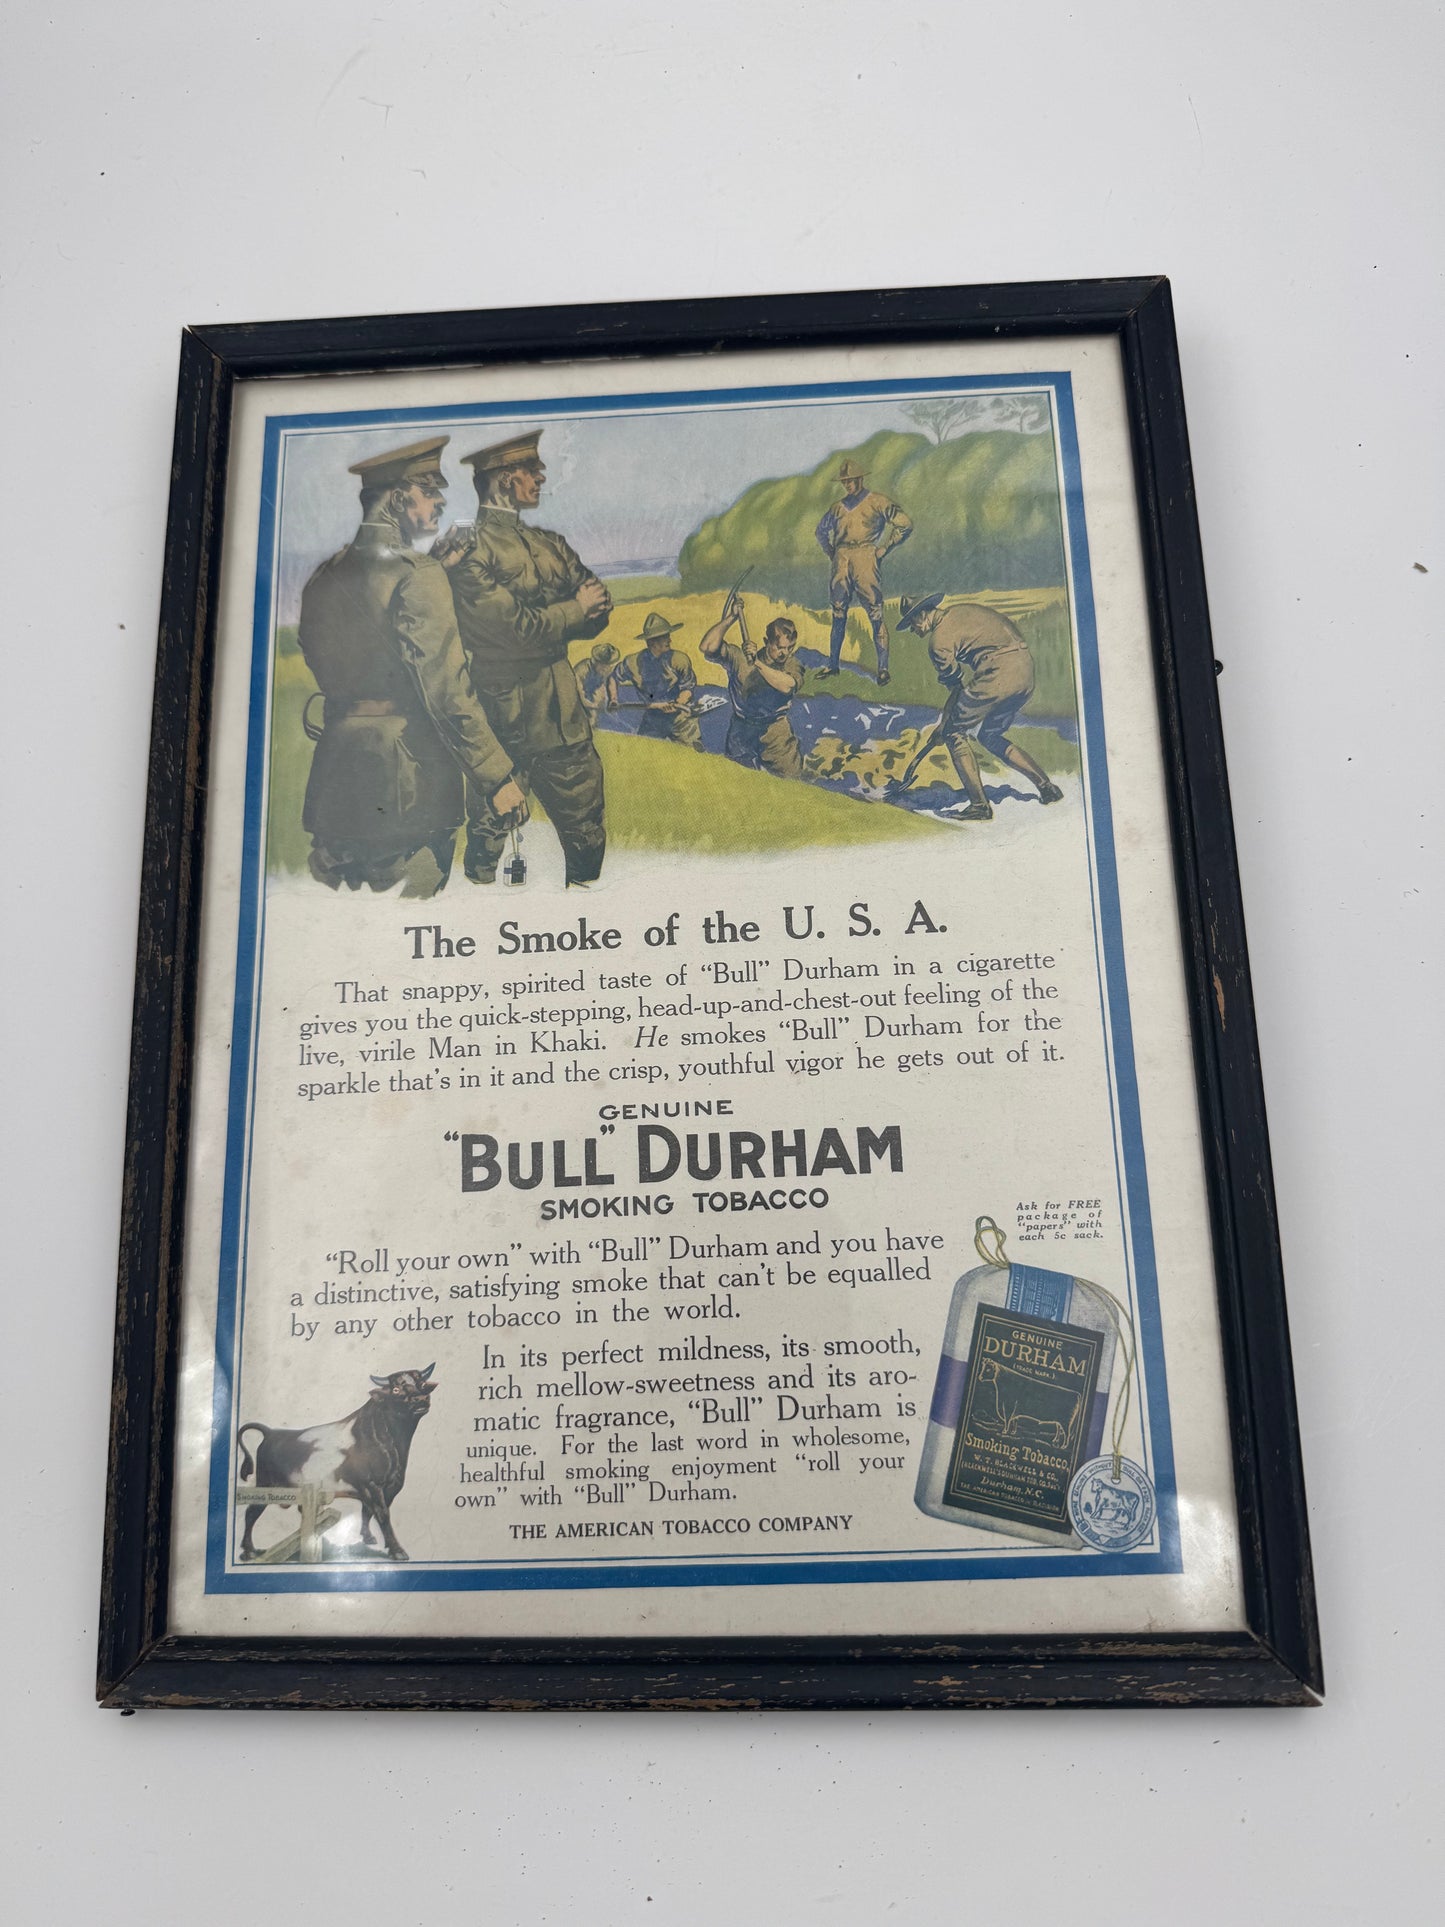 The Smoke of the U. S. A.
That snappy, spirited taste of “Bull” Durham in a cigarette
gives you the quick-stepping, head-up-and-chest-out feeling of the
live, virile Man in Khaki. He smokes “Bull” Durham for the
sparkle that's in it and the crisp, youthful vigor he gets out of it.
GENUINE
“BULL” DURHAM
SMOKING TOBACCO
“Roll your own” with “Bull” Durham and you have
a distinctive, satisfying smoke that can't be equalled
by any other tobacco in the world.
Ask for FREE
package of
“papers” with
each 5c sack.
In its perfect mildness, its smooth,
rich mellow-sweetness and its aro-
matic fragrance, “Bull” Durham is
unique. For the last word in wholesome,
healthful smoking enjoyment “roll your
own” with “Bull” Durham.
THE AMERICAN TOBACCO COMPANY
SMOKING TOBACCO
GENUINE
DURHAM
(TRADE MARK.)
Smoking Tobacco,
W. T. BLACKWELL & CO.
Durham, N.C.